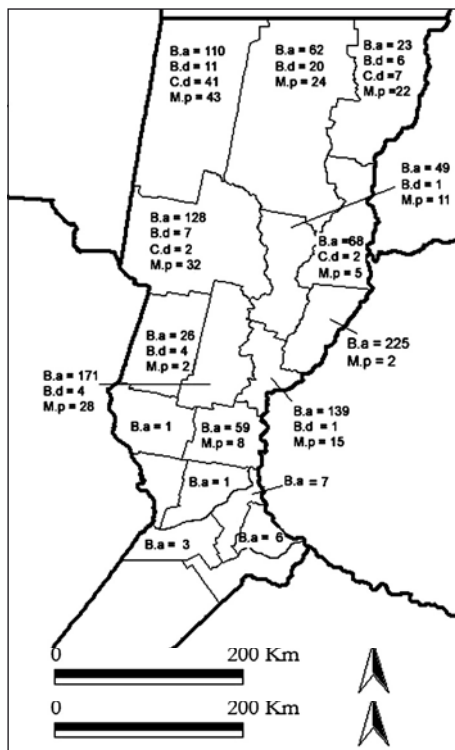 B.a = 110
B.d = 11
C.d = 41
M.p = 43
B.a = 62
B.d = 20
M.p = 24
B.a = 23
B.d = 6
C.d =7
M.p =22
B.a = 49
B.d = 1
M.p = 11
B.a = 128
B.d = 7
C.d = 2
M.p = 32
B.a =68
C.d = 2
M.p = 5
B.a = 26
B.d = 4
M.p = 2
B.a = 225
M.p = 2
B.a = 171
B.d = 4
M.p = 28
B.a = 139
B.d = 1
M.p = 15
B.a = 1
B.a = 59
M.p = 8
B.a = 1
B.a = 7
B.a = 3
B.a = 6
0 200 Km
0 200 Km